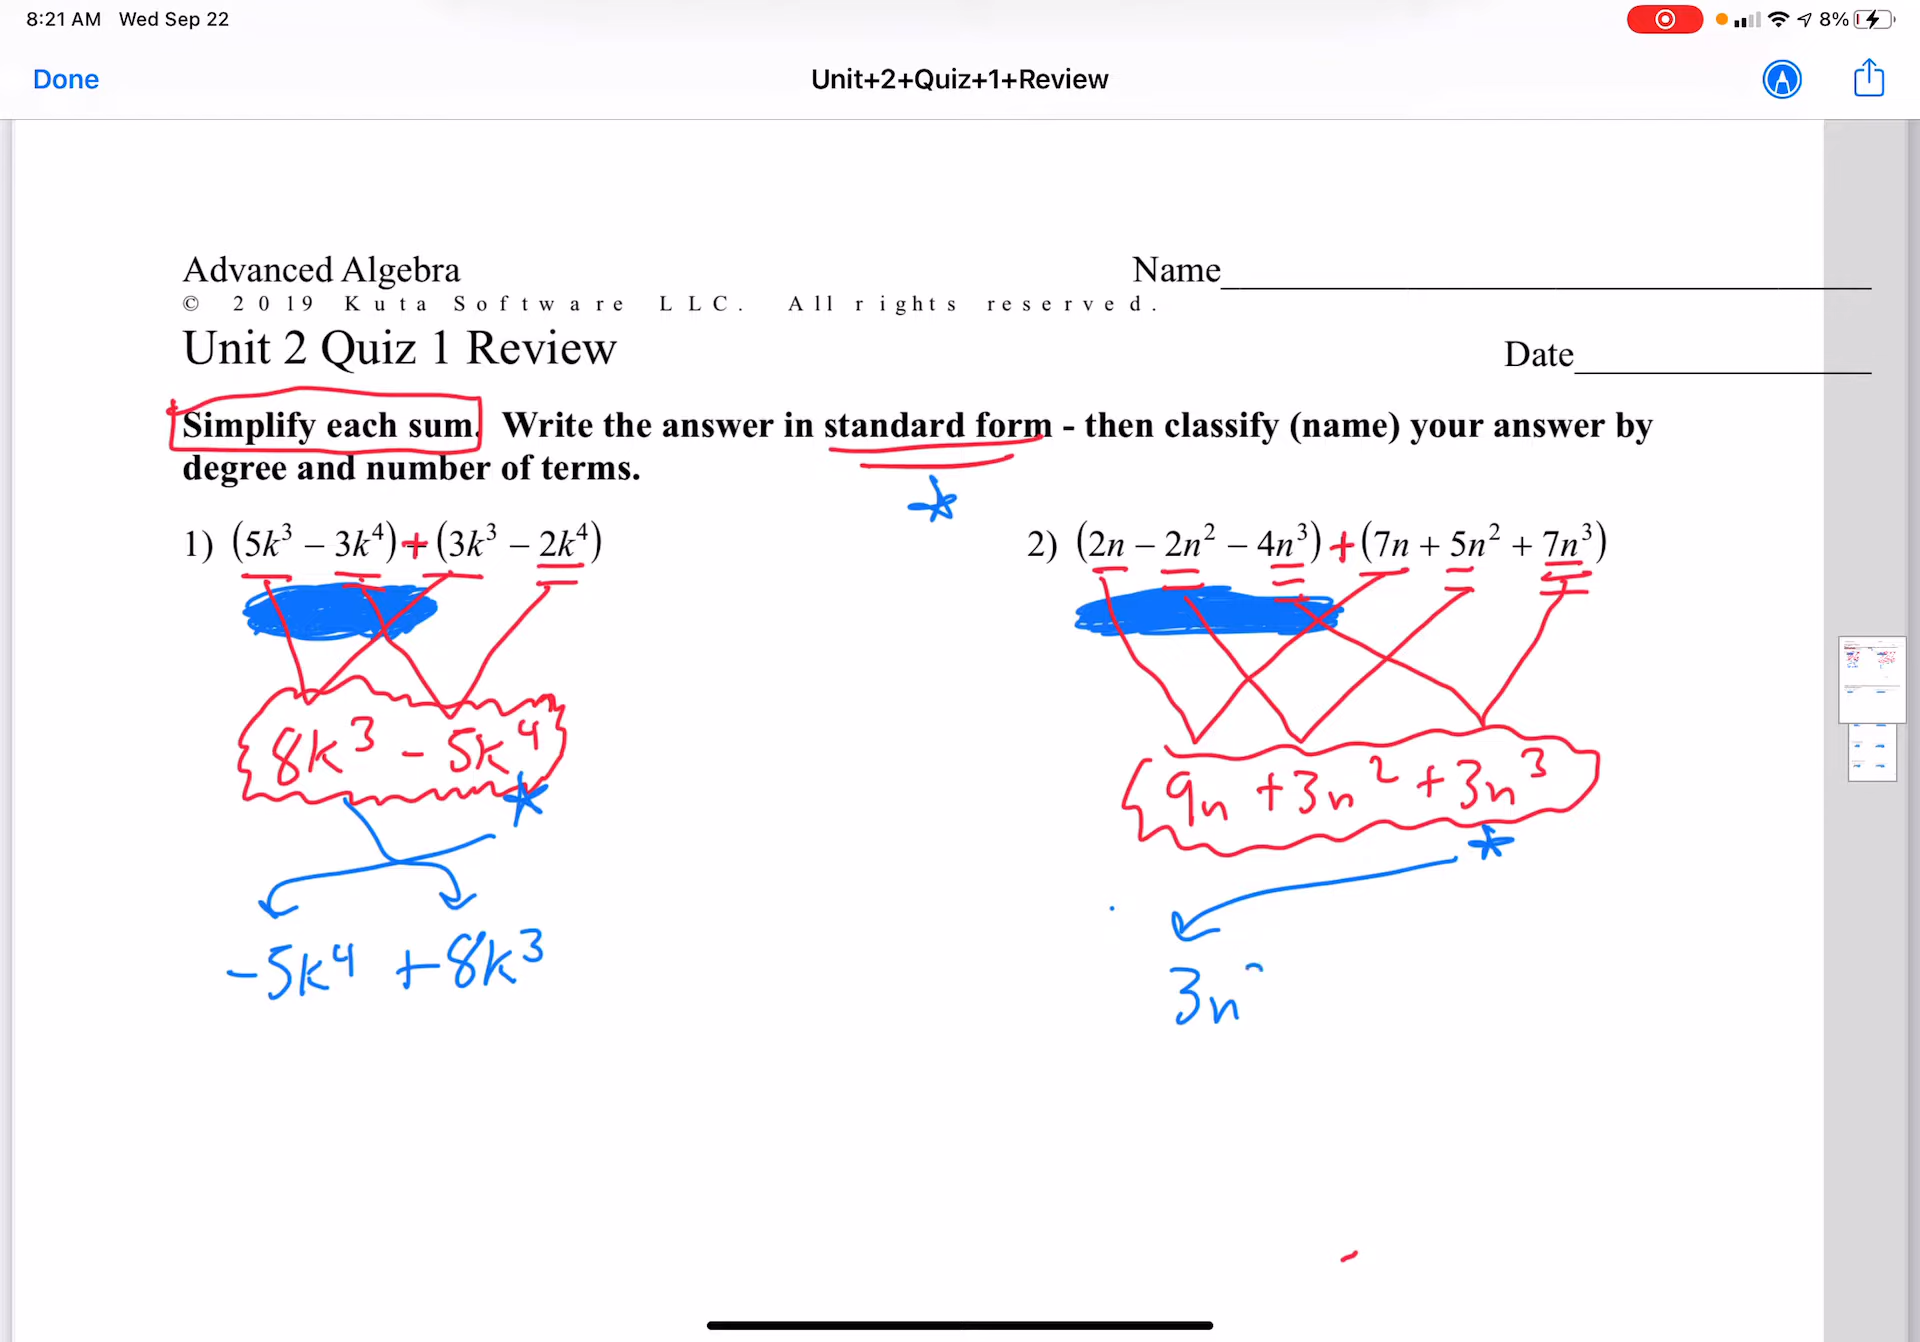 8:21 AM Wed Sep 22 8%
Done Unit+2+Quiz+1+Review
Advanced Algebra Name
© 2019 Kuta Software LLC. All rights reserved.
Unit 2 Quiz 1 Review Date
Simplify each sum. Write the answer in standard form - then classify (name) your answer by
degree and number of terms.
1) (5k³ – 3k⁴) + (3k³ – 2k⁴) 2) (2n – 2n² – 4n³) + (7n + 5n² + 7n³)
8k³ - 5k⁴ 9n + 3n² + 3n³
-5k⁴ + 8k³ 3n